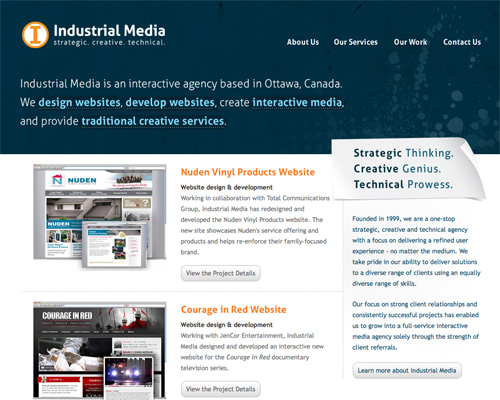 Industrial Media
strategic. creative. technical.
About Us
Our Services
Our Work
Contact Us
Industrial Media is an interactive agency based in Ottawa, Canada.
We design websites, develop websites, create interactive media,
and provide traditional creative services.
NUDEN
Nuden Vinyl Products Website
Website design & development
Working in collaboration with Total Communications
Group, Industrial Media has redesigned and
developed the Nuden Vinyl Products website. The
new site showcases Nuden's service offering and
products and helps re-enforce their family-focused
brand.
View the Project Details
COURAGE IN RED
Courage in Red Website
Website design & development
Working with JenCor Entertainment, Industrial
Media designed and developed an interactive new
website for the Courage in Red documentary
television series.
View the Project Details
Strategic Thinking.
Creative Genius.
Technical Prowess.
Founded in 1999, we are a one-stop
strategic, creative and technical agency
with a focus on delivering a refined user
experience - no matter the medium. We
take pride in our ability to deliver solutions
to a diverse range of clients using an equally
diverse range of skills.
Our focus on strong client relationships and
consistently successful projects has enabled
us to grow into a full-service interactive
media agency solely through the strength of
client referrals.
Learn more about Industrial Media